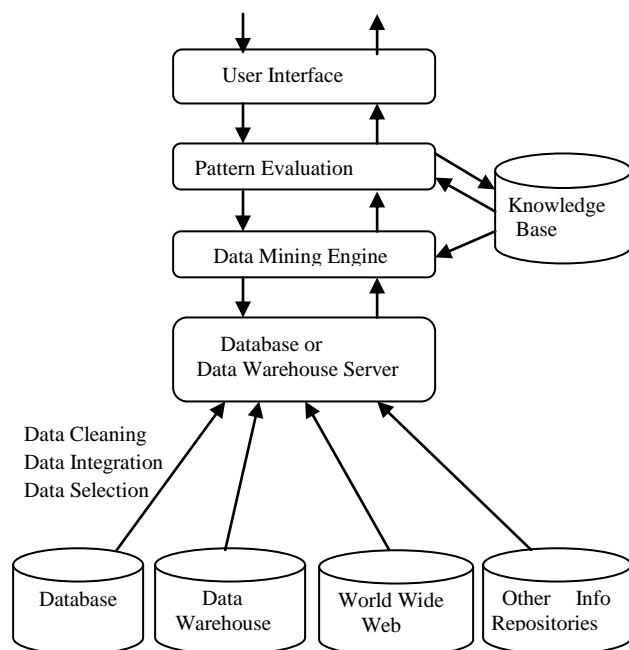 User Interface
Pattern Evaluation
Knowledge
Base
Data Mining Engine
Database or
Data Warehouse Server
Data Cleaning
Data Integration
Data Selection
Database
Data
Warehouse
World Wide
Web
Other Info
Repositories